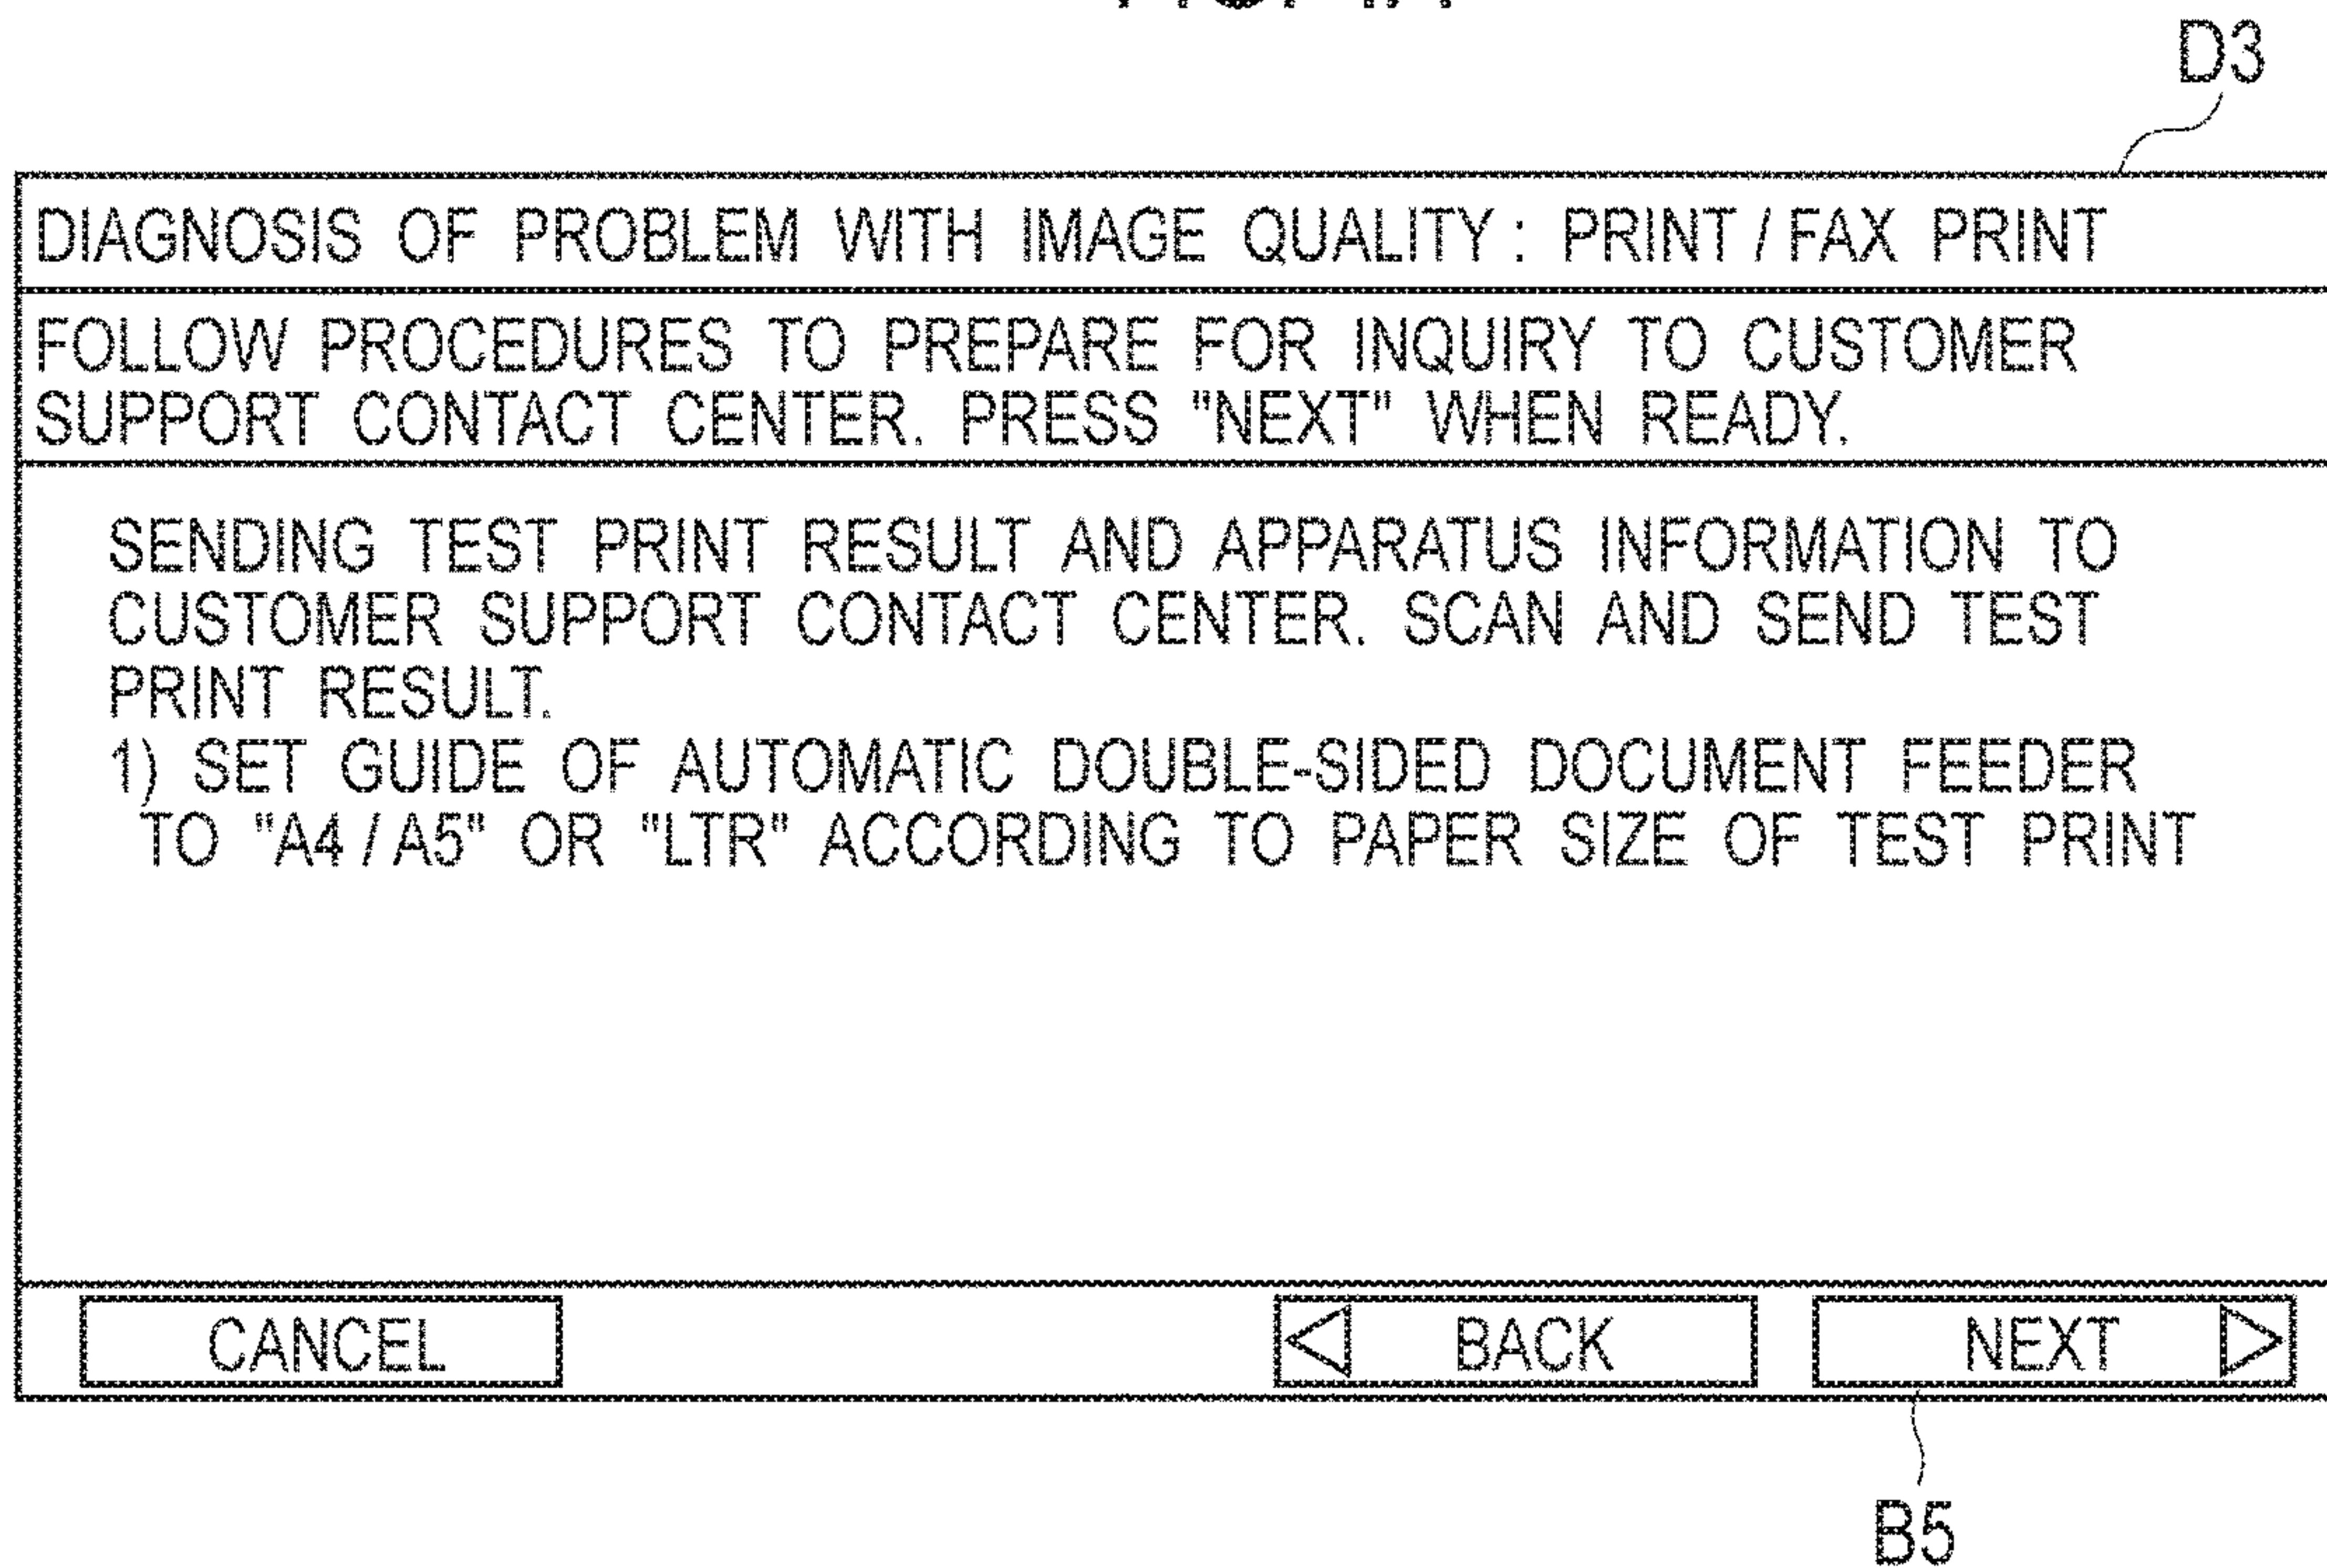 D3
DIAGNOSIS OF PROBLEM WITH IMAGE QUALITY : PRINT / FAX PRINT
FOLLOW PROCEDURES TO PREPARE FOR INQUIRY TO CUSTOMER
SUPPORT CONTACT CENTER. PRESS "NEXT" WHEN READY.
SENDING TEST PRINT RESULT AND APPARATUS INFORMATION TO
CUSTOMER SUPPORT CONTACT CENTER. SCAN AND SEND TEST
PRINT RESULT.
1) SET GUIDE OF AUTOMATIC DOUBLE-SIDED DOCUMENT FEEDER
TO "A4 / A5" OR "LTR" ACCORDING TO PAPER SIZE OF TEST PRINT
CANCEL BACK NEXT
B5